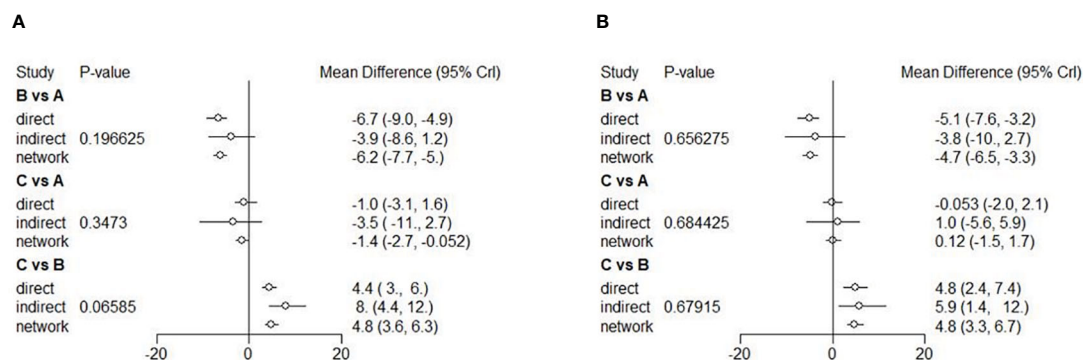 A
Study P-value Mean Difference (95% CrI)
B vs A
direct -6.7 (-9.0, -4.9)
indirect 0.196625 -3.9 (-8.6, 1.2)
network -6.2 (-7.7, -5.)
C vs A
direct -1.0 (-3.1, 1.6)
indirect 0.3473 -3.5 ( -11., 2.7)
network -1.4 (-2.7, -0.052)
C vs B
direct 4.4 ( 3., 6.)
indirect 0.06585 8. (4.4, 12.)
network 4.8 (3.6, 6.3)
-20 0 20
B
Study P-value Mean Difference (95% CrI)
B vs A
direct -5.1 (-7.6, -3.2)
indirect 0.656275 -3.8 (-10., 2.7)
network -4.7 (-6.5, -3.3)
C vs A
direct -0.053 (-2.0, 2.1)
indirect 0.684425 1.0 (-5.6, 5.9)
network 0.12 (-1.5, 1.7)
C vs B
direct 4.8 (2.4, 7.4)
indirect 0.67915 5.9 (1.4, 12.)
network 4.8 (3.3, 6.7)
-20 0 20